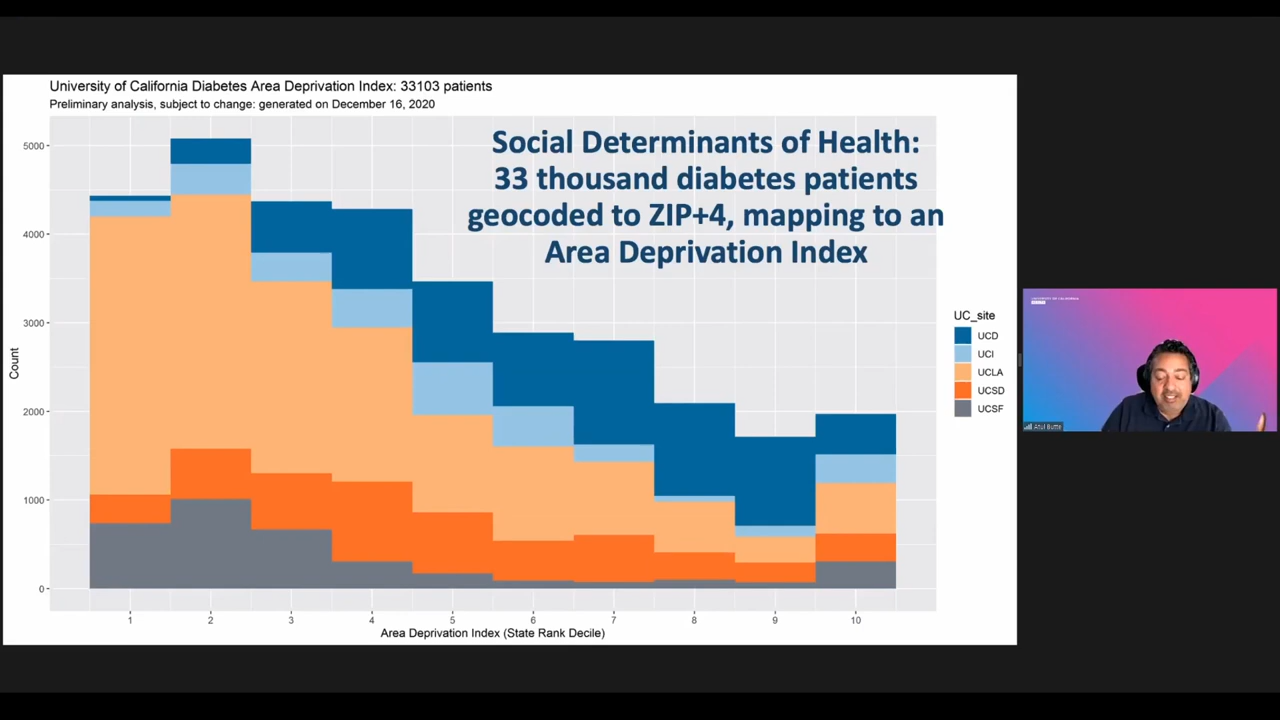 University of California Diabetes Area Deprivation Index: 33103 patients
Preliminary analysis, subject to change: generated on December 16, 2020
Social Determinants of Health:
33 thousand diabetes patients
geocoded to ZIP+4, mapping to an
Area Deprivation Index
5000
4000
3000
2000
1000
0
Count
1 2 3 4 5 6 7 8 9 10
Area Deprivation Index (State Rank Decile)
UC_site
UCD
UCI
UCLA
UCSD
UCSF
UNIVERSITY OF CALIFORNIA
Atul Butte